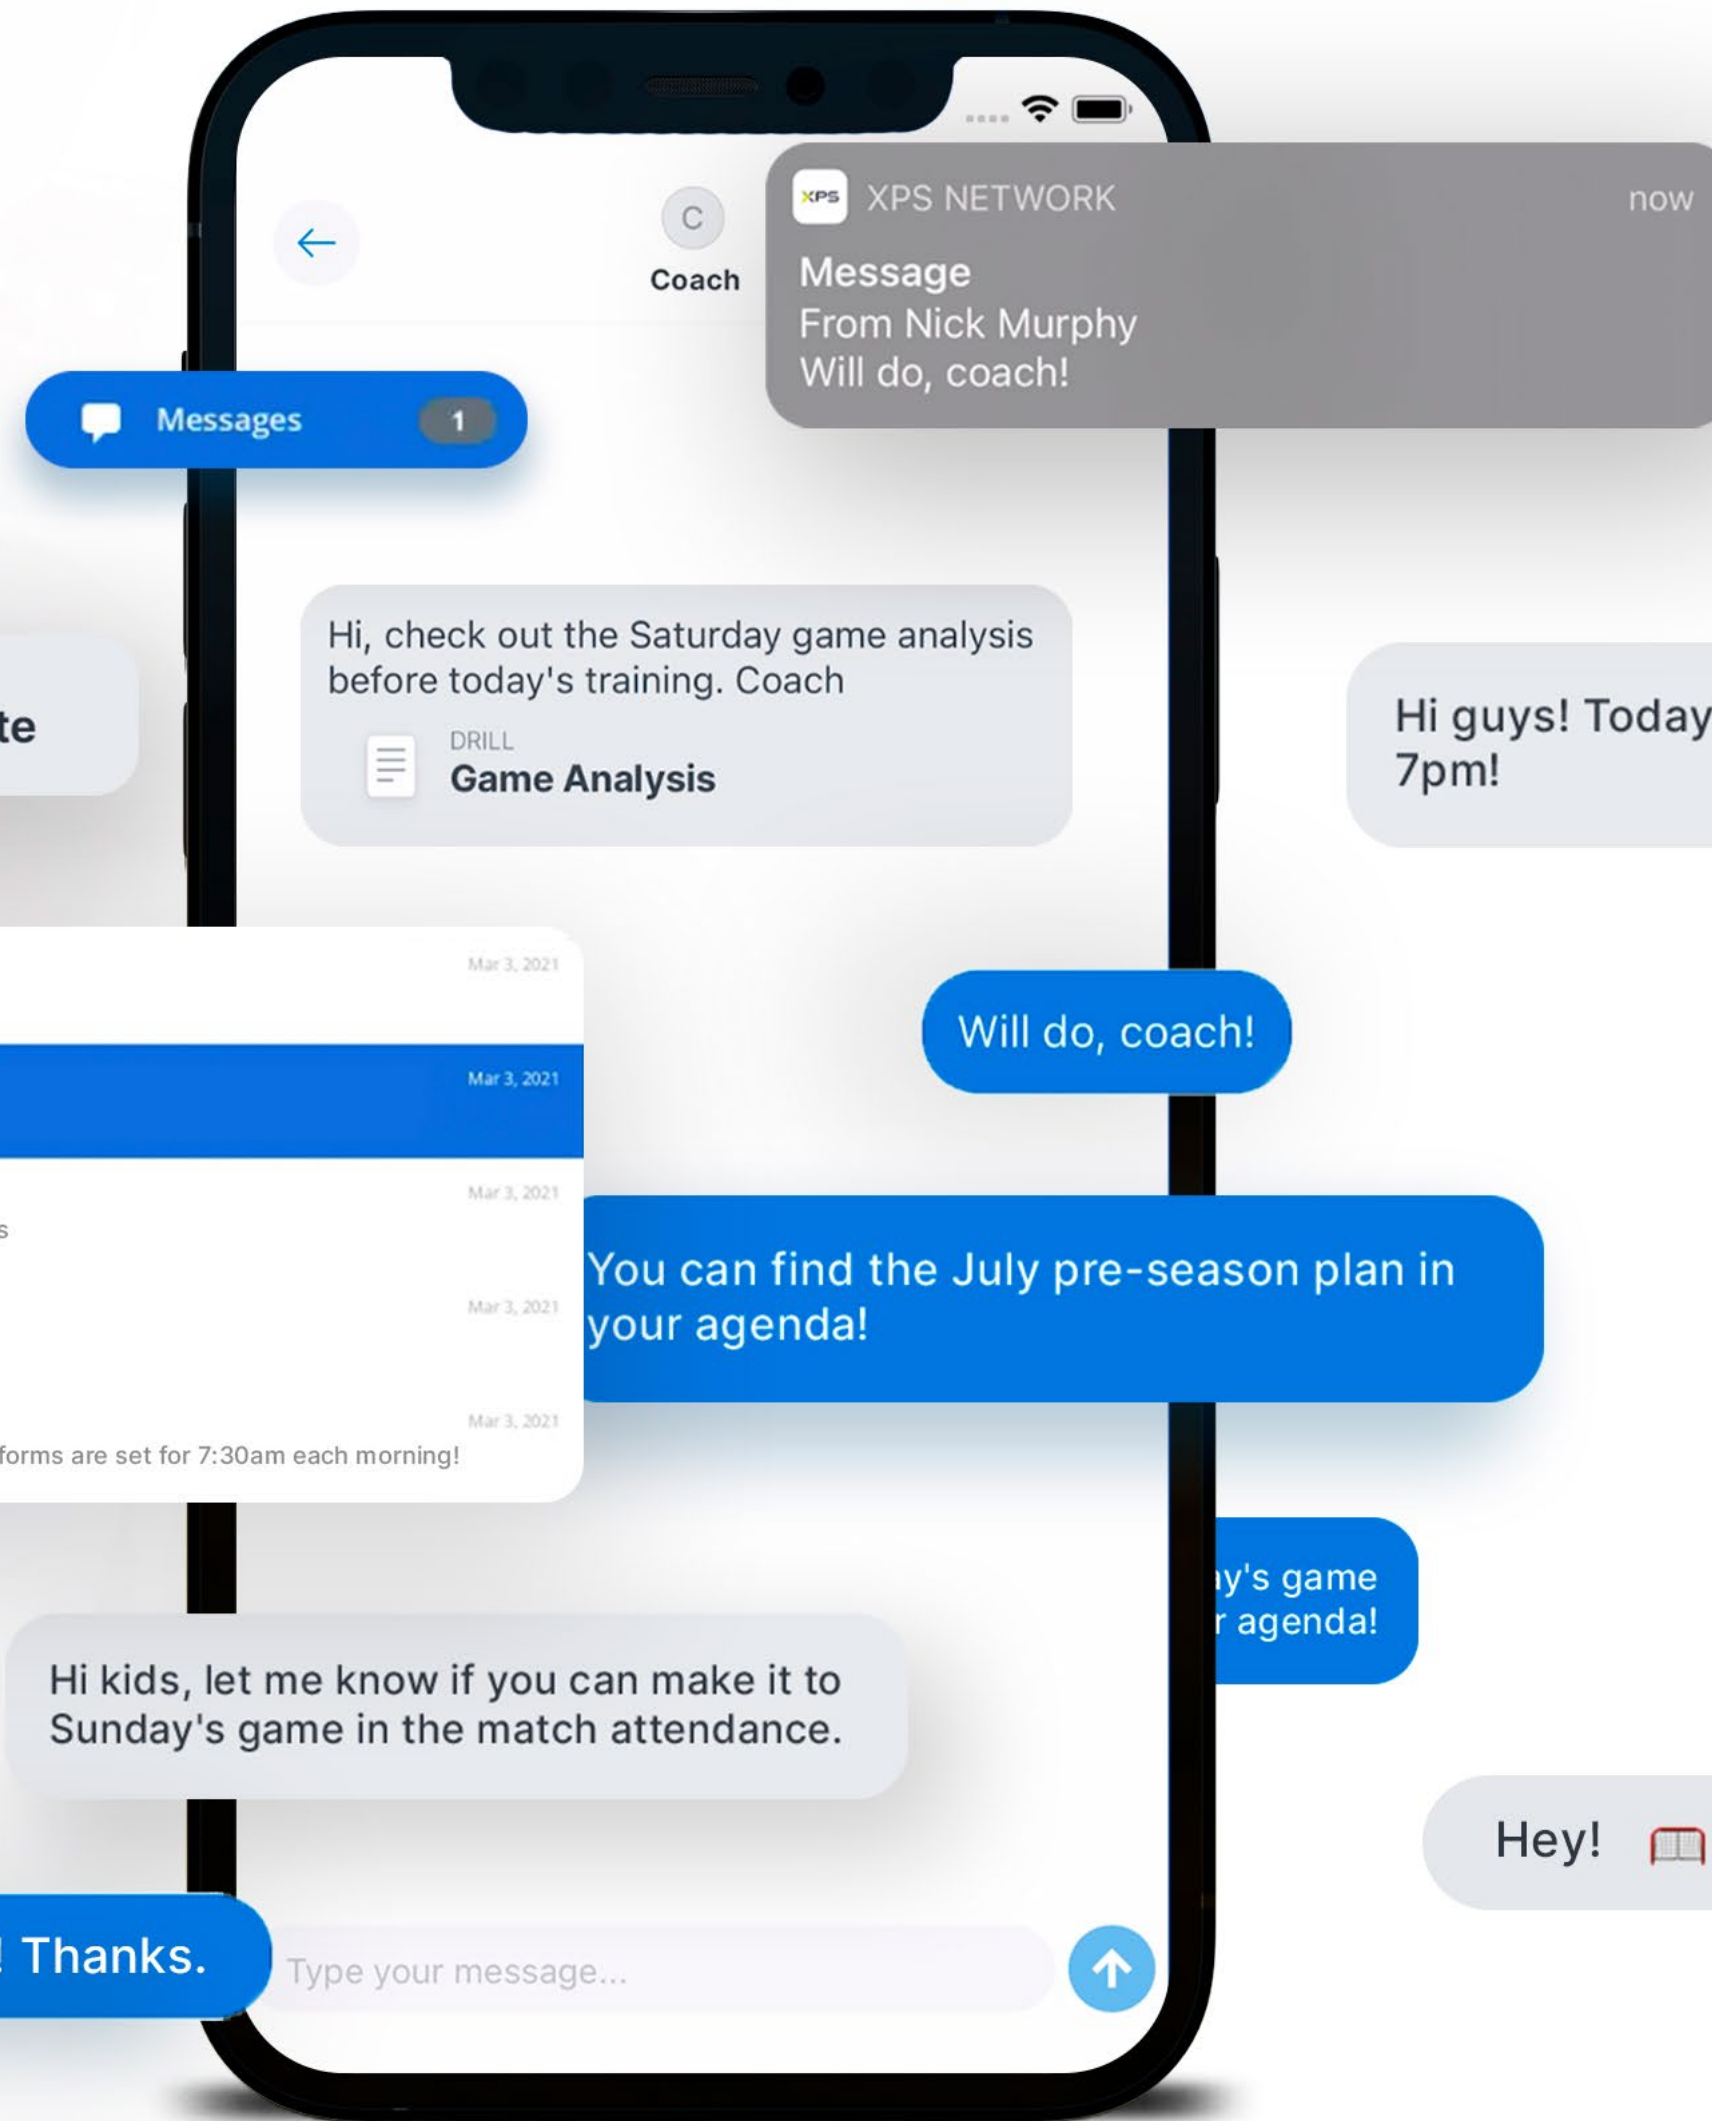 XPS
XPS NETWORK
now
C
Coach
Message
From Nick Murphy
Will do, coach!
Messages
1
Hi, check out the Saturday game analysis
before today's training. Coach
DRILL
Game Analysis
Hi guys! Today
7pm!
Mar 3, 2021
Will do, coach!
Mar 3, 2021
Mar 3, 2021
You can find the July pre-season plan in
your agenda!
Mar 3, 2021
Mar 3, 2021
are set for 7:30am each morning!
game
agenda!
Hi kids, let me know if you can make it to
Sunday's game in the match attendance.
Hey!
! Thanks.
Type your message...